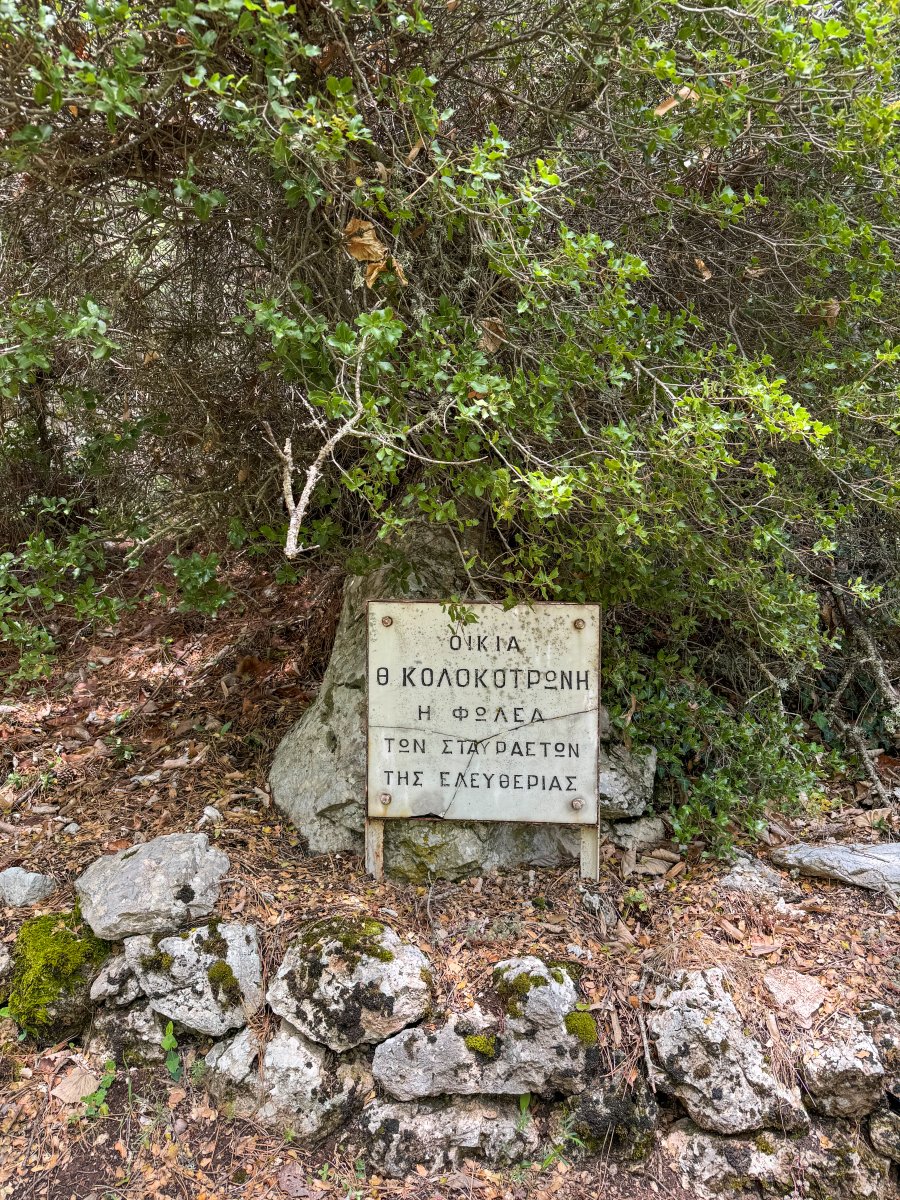 ΟΙΚΙΑ
Θ ΚΟΛΟΚΟΤΡΩΝΗ
Η ΦΩΛΕΑ
ΤΩΝ ΣΤΑΥΡΑΕΤΩΝ
ΤΗΣ ΕΛΕΥΘΕΡΙΑΣ